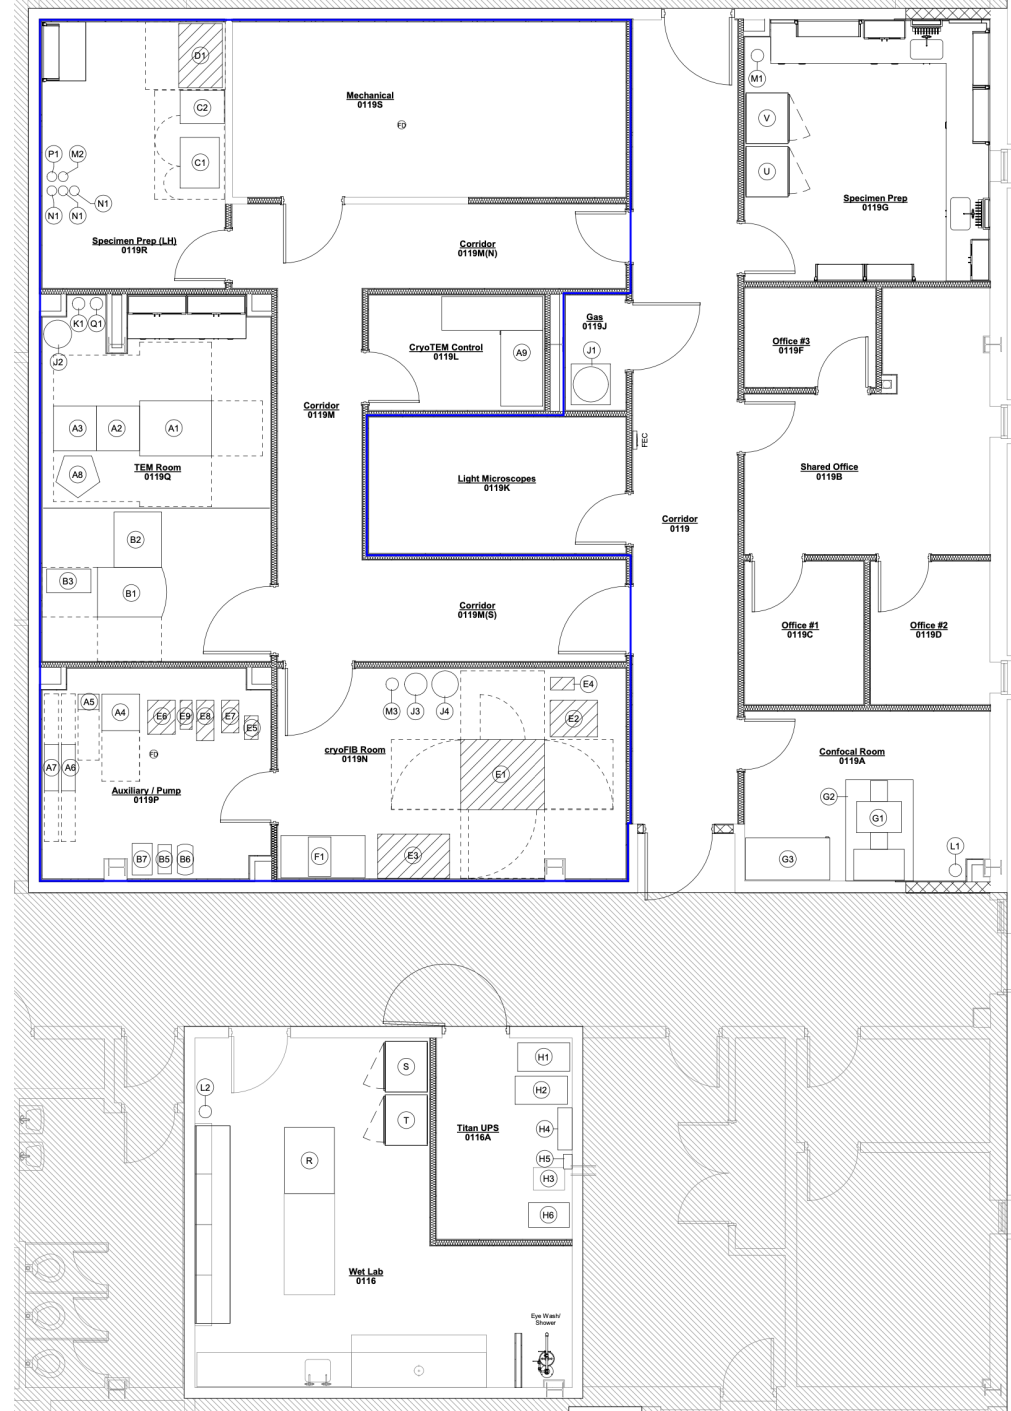 D1
C2
C1
Mechanical
0119S
FD
M1
V
U
Specimen Prep
0119G
P1
M2
N1
N1
N1
Specimen Prep (LH)
0119R
Corridor
0119M(N)
K1
Q1
J2
CryoTEM Control
0119L
A9
Gas
0119J
J1
Office #3
0119F
A3
A2
A1
Corridor
0119M
A8
TEM Room
0119Q
FEC
Light Microscopes
0119K
Shared Office
0119B
Corridor
0119
B2
B3
B1
Corridor
0119M(S)
Office #1
0119C
Office #2
0119D
A5
A4
E6
E9
E8
E7
E5
M3
J3
J4
E4
E2
FD
A7
A6
Auxiliary / Pump
0119P
cryoFIB Room
0119N
E1
Confocal Room
0119A
G2
G1
G3
L1
B7
B5
B6
F1
E3
L2
S
T
R
Titan UPS
0116A
H1
H2
H4
H5
H3
H6
Wet Lab
0116
Eye Wash/
Shower